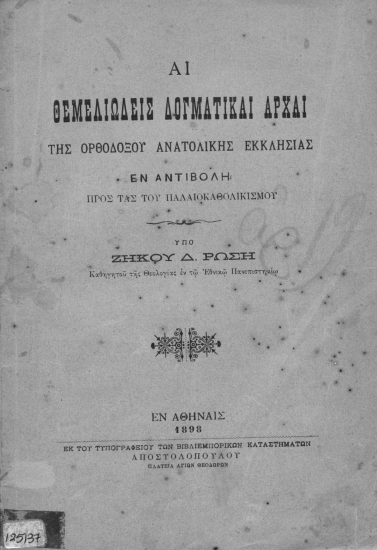 ΑΙ
ΘΕΜΕΛΙΩΔΕΙΣ ΔΟΓΜΑΤΙΚΑΙ ΑΡΧΑΙ
ΤΗΣ ΟΡΘΟΔΟΞΟΥ ΑΝΑΤΟΛΙΚΗΣ ΕΚΚΛΗΣΙΑΣ
ΕΝ ΑΝΤΙΒΟΛΗ
ΠΡΟΣ ΤΑΣ ΤΟΥ ΠΑΛΑΙΟΚΑΘΟΛΙΚΙΣΜΟΥ
ΥΠΟ
ΖΗΚΟΥ Δ. ΡΩΣΗ
Καθηγητοῦ τῆς Θεολογίας ἐν τῷ Ἐθνικῷ Πανεπιστημίῳ
ΕΝ ΑΘΗΝΑΙΣ
1898
ΕΚ ΤΟΥ ΤΥΠΟΓΡΑΦΕΙΟΥ ΤΩΝ ΒΙΒΛΙΕΜΠΟΡΙΚΩΝ ΚΑΤΑΣΤΗΜΑΤΩΝ
ΑΠΟΣΤΟΛΟΠΟΥΛΟΥ
ΠΛΑΤΕΙΑ ΑΓΙΩΝ ΘΕΟΔΩΡΩΝ
125137